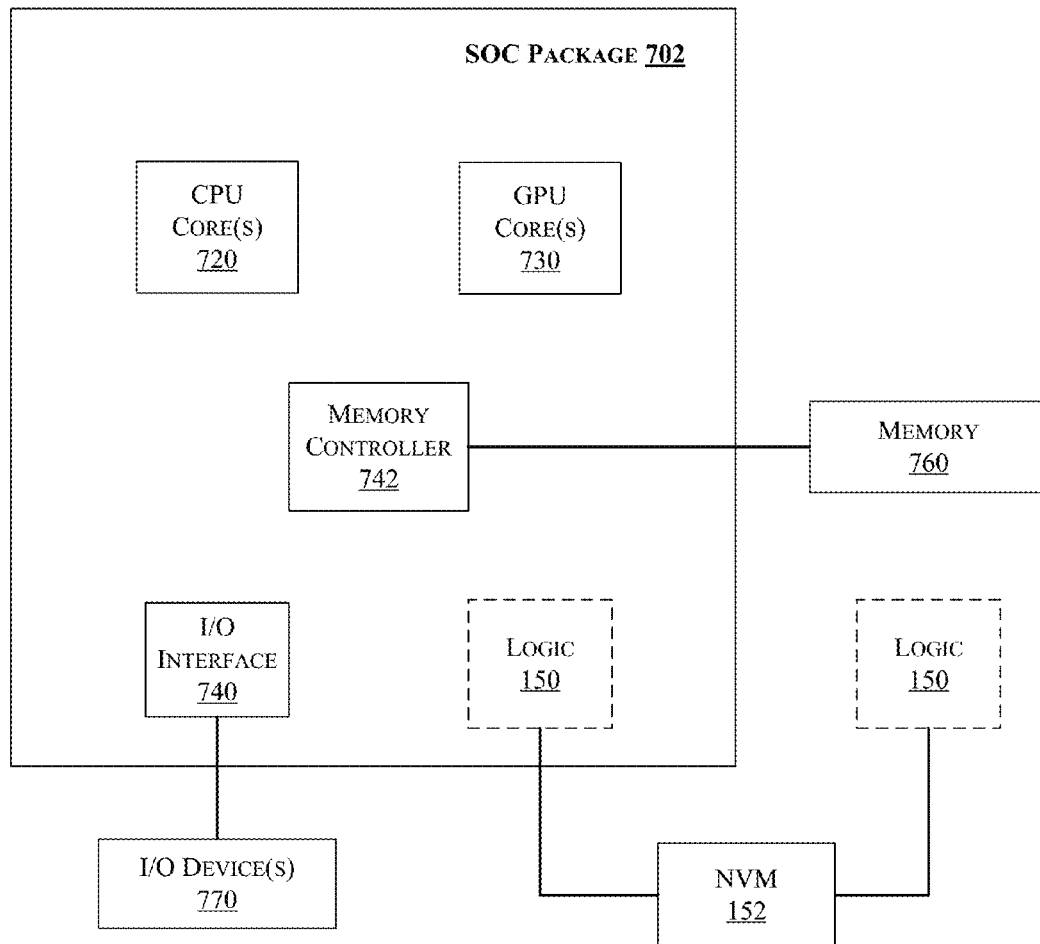 SOC PACKAGE 702
CPU
CORE(S)
720
GPU
CORE(S)
730
MEMORY
CONTROLLER
742
MEMORY
760
I/O
INTERFACE
740
LOGIC
150
LOGIC
150
I/O DEVICE(S)
770
NVM
152